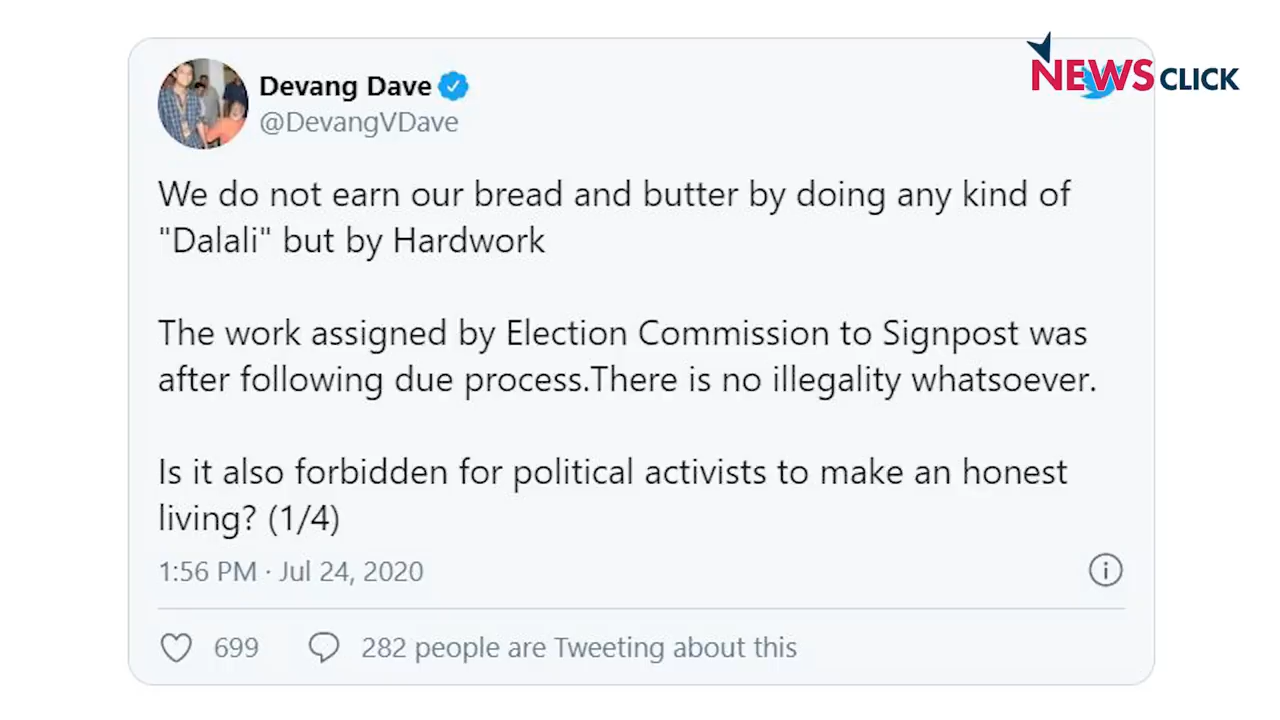 NEWS CLICK
Devang Dave
@DevangVDave
We do not earn our bread and butter by doing any kind of
"Dalali" but by Hardwork
The work assigned by Election Commission to Signpost was
after following due process.There is no illegality whatsoever.
Is it also forbidden for political activists to make an honest
living? (1/4)
1:56 PM · Jul 24, 2020
699 282 people are Tweeting about this